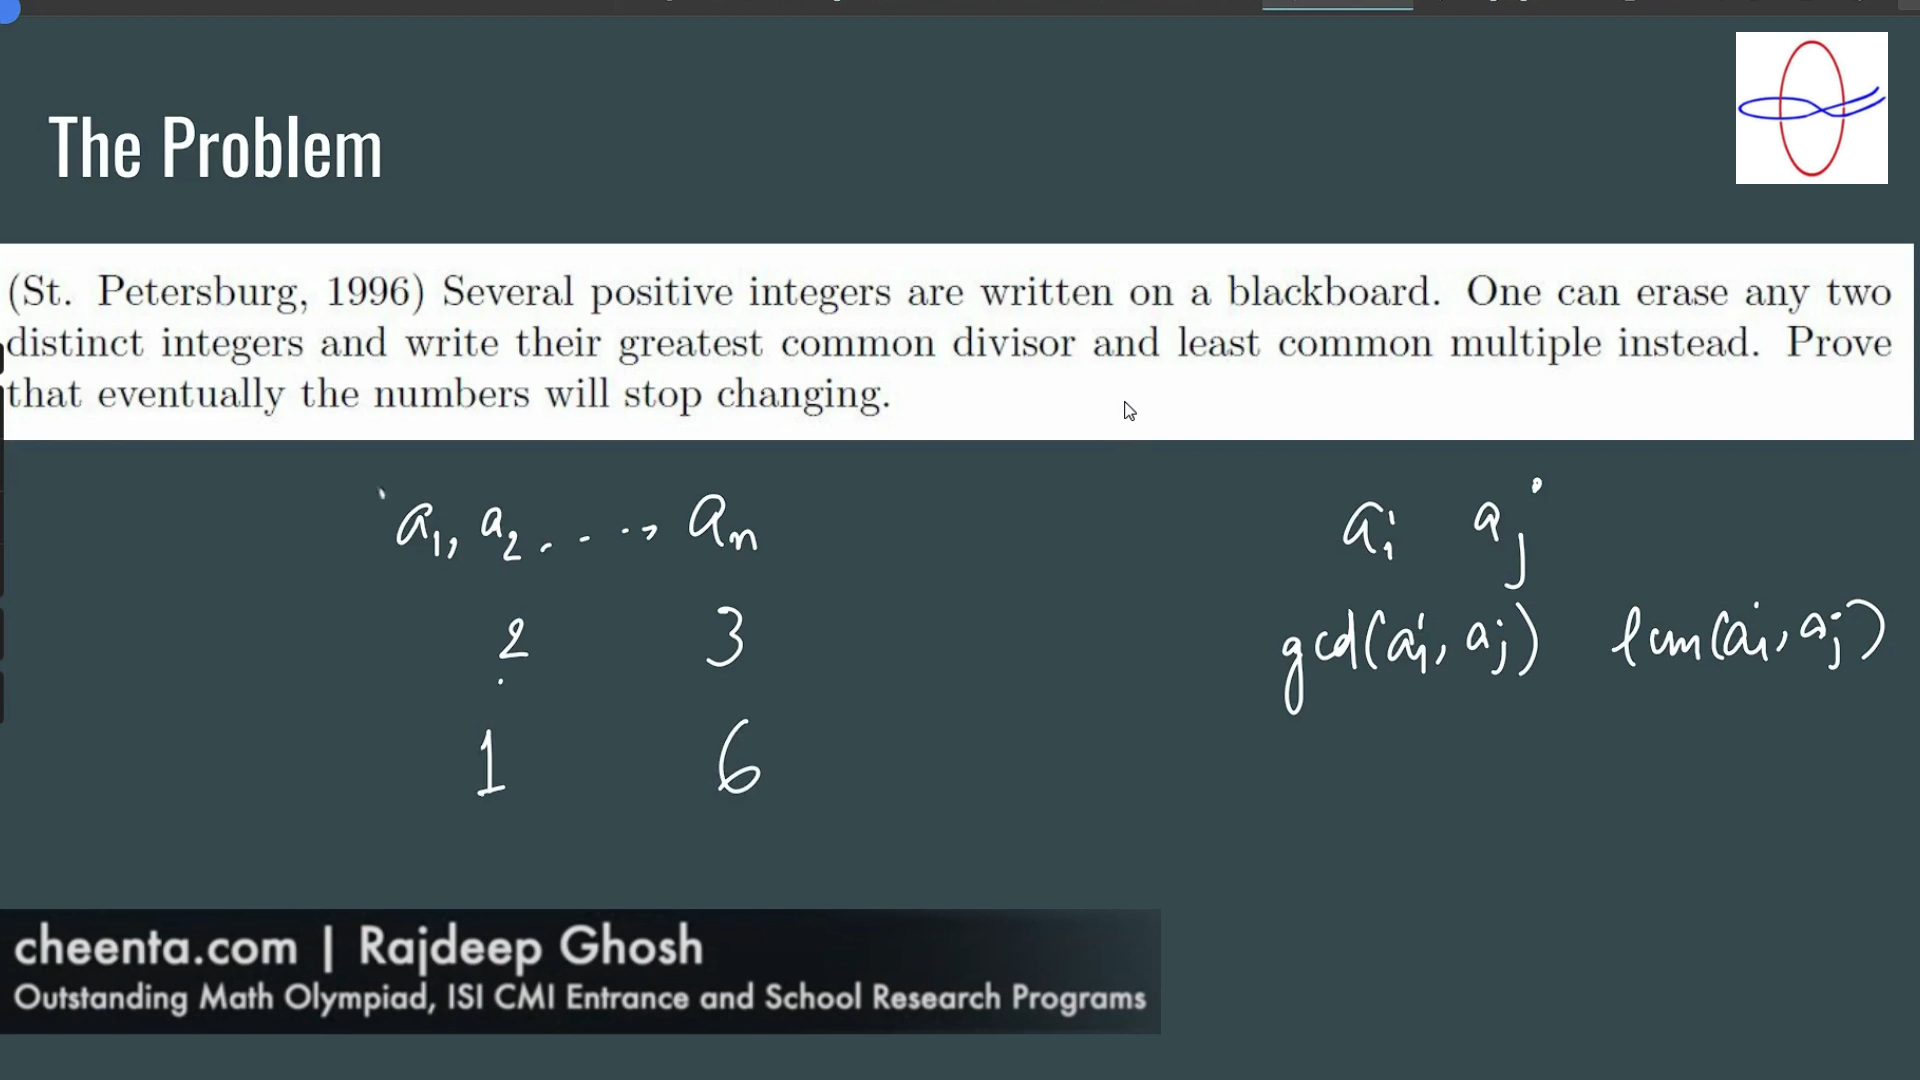 The Problem
(St. Petersburg, 1996) Several positive integers are written on a blackboard. One can erase any two
distinct integers and write their greatest common divisor and least common multiple instead. Prove
that eventually the numbers will stop changing.
a₁, a₂ . . . . , aₙ
aᵢ aⱼ
2 3
gcd(aᵢ, aⱼ) lcm(aᵢ, aⱼ)
1 6
cheenta.com | Rajdeep Ghosh
Outstanding Math Olympiad, ISI CMI Entrance and School Research Programs